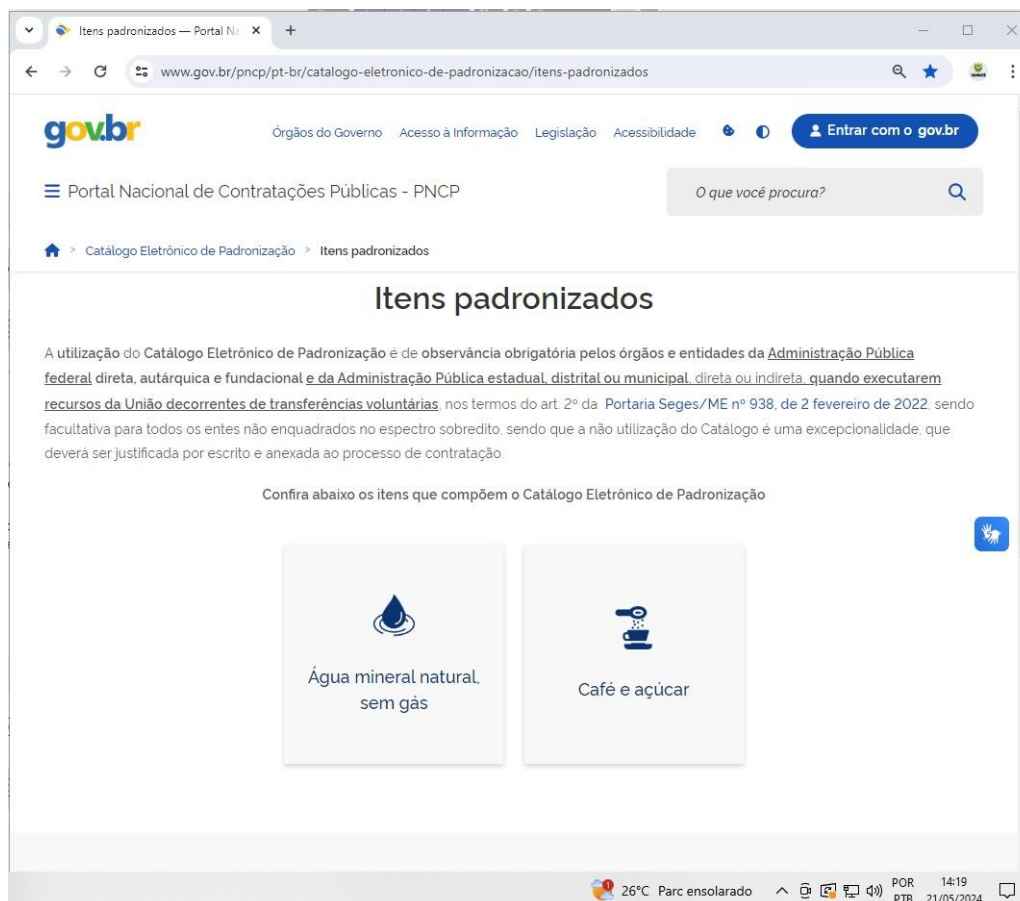 Itens padronizados — Portal Na
www.gov.br/pncp/pt-br/catalogo-eletronico-de-padronizacao/itens-padronizados
gov.br
Órgãos do Governo Acesso à Informação Legislação Acessibilidade Entrar com o gov.br
Portal Nacional de Contratações Públicas - PNCP
O que você procura?
Catálogo Eletrônico de Padronização > Itens padronizados
Itens padronizados
A utilização do Catálogo Eletrônico de Padronização é de observância obrigatória pelos órgãos e entidades da Administração Pública
federal direta, autárquica e fundacional e da Administração Pública estadual, distrital ou municipal, direta ou indireta, quando executarem
recursos da União decorrentes de transferências voluntárias, nos termos do art. 2º da Portaria Seges/ME nº 938, de 2 fevereiro de 2022, sendo
facultativa para todos os entes não enquadrados no espectro sobredito, sendo que a não utilização do Catálogo é uma excepcionalidade, que
deverá ser justificada por escrito e anexada ao processo de contratação.
Confira abaixo os itens que compõem o Catálogo Eletrônico de Padronização
Água mineral natural,
sem gás
Café e açúcar
1
26°C Parc ensolarado
POR
PTB
14:19
21/05/2024